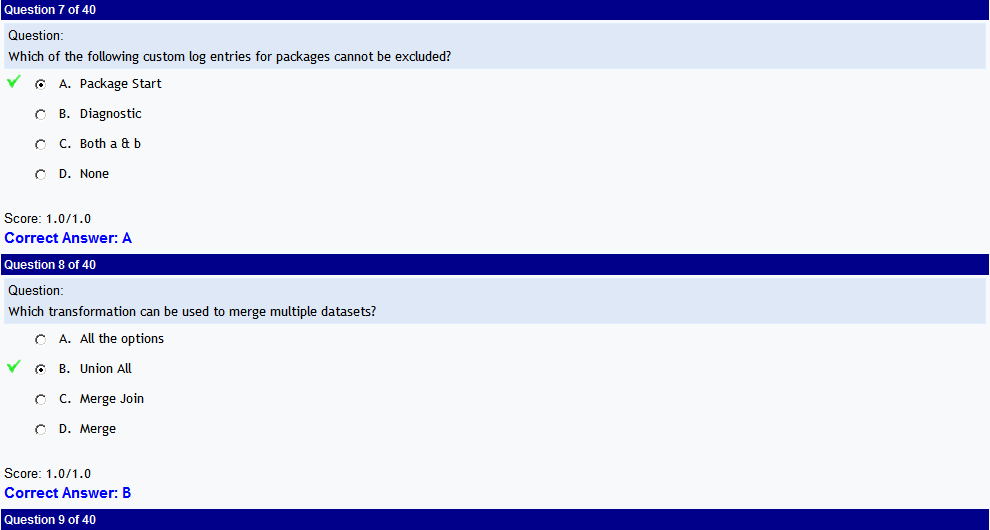 Question 7 of 40
Question:
Which of the following custom log entries for packages cannot be excluded?
A. Package Start
B. Diagnostic
C. Both a & b
D. None
Score: 1.0/1.0
Correct Answer: A
Question 8 of 40
Question:
Which transformation can be used to merge multiple datasets?
A. All the options
B. Union All
C. Merge Join
D. Merge
Score: 1.0/1.0
Correct Answer: B
Question 9 of 40